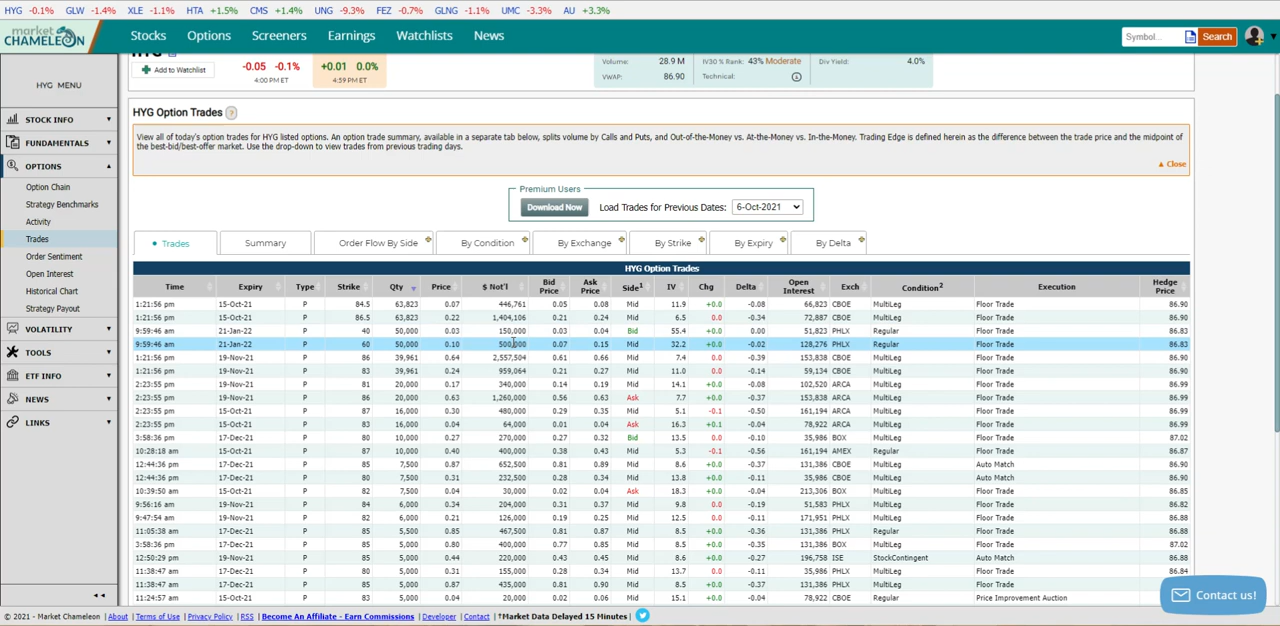 HYG -0.1% GLW -1.4% XLE -1.1% HTA +1.5% CMS +1.4% UNG -9.3% FEZ -0.7% GLNG -1.1% UMC -3.3% AU +3.3%
market CHAMELEON Stocks Options Screeners Earnings Watchlists News Symbol... Search
HYG MENU
STOCK INFO
FUNDAMENTALS
OPTIONS
Option Chain
Strategy Benchmarks
Activity
Trades
Order Sentiment
Open Interest
Historical Chart
Strategy Payout
VOLATILITY
TOOLS
ETF INFO
NEWS
LINKS
Add to Watchlist
-0.05 -0.1%
4:00 PM ET
+0.01 0.0%
4:59 PM ET
Volume: 28.9 M
VWAP: 86.90
IV30 % Rank: 43% Moderate
Technical:
Div Yield: 4.0%
HYG Option Trades ?
View all of today's option trades for HYG listed options. An option trade summary, available in a separate tab below, splits volume by Calls and Puts, and Out-of-the-Money vs. At-the-Money vs. In-the-Money. Trading Edge is defined herein as the difference between the trade price and the midpoint of
the best-bid/best-offer market. Use the drop-down to view trades from previous trading days.
▲ Close
Premium Users
Download Now Load Trades for Previous Dates: 6-Oct-2021
• Trades Summary Order Flow By Side By Condition By Exchange By Strike By Expiry By Delta
HYG Option Trades
Time Expiry Type Strike Qty Price $ Not'l Bid Price Ask Price Side¹ IV Chg Delta Open Interest Exch Condition² Execution Hedge Price
1:21:56 pm 15-Oct-21 P 84.5 63,823 0.07 446,761 0.05 0.08 Mid 11.9 +0.0 -0.08 66,823 CBOE MultiLeg Floor Trade 86.90
1:21:56 pm 15-Oct-21 P 86.5 63,823 0.22 1,404,106 0.21 0.24 Mid 6.5 0.0 -0.34 72,887 CBOE MultiLeg Floor Trade 86.90
9:59:46 am 21-Jan-22 P 40 50,000 0.03 150,000 0.03 0.04 Bid 55.4 +0.0 0.00 51,823 PHLX Regular Floor Trade 86.83
9:59:46 am 21-Jan-22 P 60 50,000 0.10 500,000 0.07 0.15 Mid 32.2 +0.0 -0.02 128,276 PHLX Regular Floor Trade 86.83
1:21:56 pm 19-Nov-21 P 86 39,961 0.64 2,557,504 0.61 0.66 Mid 7.4 +0.0 -0.39 153,838 CBOE MultiLeg Floor Trade 86.90
1:21:56 pm 19-Nov-21 P 83 39,961 0.24 959,064 0.21 0.27 Mid 11.0 0.0 -0.14 59,134 CBOE MultiLeg Floor Trade 86.90
2:23:55 pm 19-Nov-21 P 81 20,000 0.17 340,000 0.14 0.19 Mid 14.1 +0.0 -0.08 102,520 ARCA MultiLeg Floor Trade 86.99
2:23:55 pm 19-Nov-21 P 86 20,000 0.63 1,260,000 0.56 0.63 Ask 7.7 +0.0 -0.37 153,838 ARCA MultiLeg Floor Trade 86.99
2:23:55 pm 15-Oct-21 P 87 16,000 0.30 480,000 0.29 0.35 Mid 5.1 -0.1 -0.50 161,194 ARCA MultiLeg Floor Trade 86.99
2:23:55 pm 15-Oct-21 P 83 16,000 0.04 64,000 0.01 0.04 Ask 16.3 +0.1 -0.04 78,922 ARCA MultiLeg Floor Trade 86.99
3:58:36 pm 17-Dec-21 P 80 10,000 0.27 270,000 0.27 0.32 Bid 13.5 0.0 -0.10 35,986 BOX MultiLeg Floor Trade 87.02
10:28:18 am 15-Oct-21 P 87 10,000 0.40 400,000 0.38 0.43 Mid 5.3 -0.1 -0.56 161,194 AMEX Regular Floor Trade 86.87
12:44:36 pm 17-Dec-21 P 85 7,500 0.87 652,500 0.81 0.89 Mid 8.6 +0.0 -0.37 131,386 CBOE MultiLeg Auto Match 86.90
12:44:36 pm 17-Dec-21 P 80 7,500 0.31 232,500 0.28 0.34 Mid 13.8 +0.0 -0.11 35,986 CBOE MultiLeg Auto Match 86.90
10:39:50 am 15-Oct-21 P 82 7,500 0.04 30,000 0.02 0.04 Ask 18.3 +0.0 -0.04 213,306 BOX MultiLeg Floor Trade 86.85
9:56:16 am 19-Nov-21 P 84 6,000 0.34 204,000 0.31 0.37 Mid 9.8 0.0 -0.19 51,583 PHLX MultiLeg Floor Trade 86.82
9:47:54 am 19-Nov-21 P 82 6,000 0.21 126,000 0.19 0.25 Mid 12.5 0.0 -0.11 171,951 PHLX MultiLeg Floor Trade 86.88
11:05:38 am 17-Dec-21 P 85 5,500 0.85 467,500 0.81 0.87 Mid 8.5 +0.0 -0.36 131,386 PHLX Regular Floor Trade 86.88
3:58:36 pm 17-Dec-21 P 85 5,000 0.80 400,000 0.77 0.85 Mid 8.5 +0.0 -0.35 131,386 BOX MultiLeg Floor Trade 87.02
12:50:29 pm 19-Nov-21 P 85 5,000 0.44 220,000 0.43 0.45 Mid 8.6 +0.0 -0.27 196,758 ISE StockContingent Auto Match 86.88
11:38:47 am 17-Dec-21 P 80 5,000 0.31 155,000 0.28 0.34 Mid 13.7 0.0 -0.11 35,986 PHLX MultiLeg Floor Trade 86.84
11:38:47 am 17-Dec-21 P 85 5,000 0.87 435,000 0.81 0.90 Mid 8.5 +0.0 -0.37 131,386 PHLX MultiLeg Floor Trade
11:24:57 am 15-Oct-21 P 83 5,000 0.04 20,000 0.00 0.06 Mid 15.1 +0.0 -0.04 78,922 CBOE Regular Price Improvement Auction
Contact us!
© 2021 - Market Chameleon | About | Terms of Use | Privacy Policy | RSS | Become An Affiliate - Earn Commissions | Developer | Contact | †Market Data Delayed 15 Minutes |